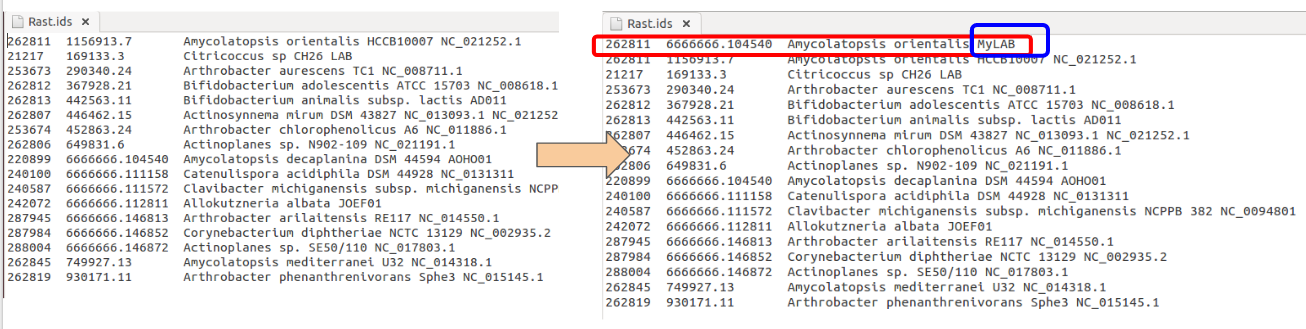 Rast.ids ×
262811 1156913.7 Amycolatopsis orientalis HCCB10007 NC_021252.1
21217 169133.3 Citricoccus sp CH26 LAB
253673 290340.24 Arthrobacter aurescens TC1 NC_008711.1
262812 367928.21 Bifidobacterium adolescentis ATCC 15703 NC_008618.1
262813 442563.11 Bifidobacterium animalis subsp. lactis AD011
262807 446462.15 Actinosynnema mirum DSM 43827 NC_013093.1 NC_021252
253674 452863.24 Arthrobacter chlorophenolicus A6 NC_011886.1
262806 649831.6 Actinoplanes sp. N902-109 NC_021191.1
220899 6666666.104540 Amycolatopsis decaplanina DSM 44594 AOHO01
240100 6666666.111158 Catenulispora acidiphila DSM 44928 NC_0131311
240587 6666666.111572 Clavibacter michiganensis subsp. michiganensis NCPP
242072 6666666.112811 Allokutzneria albata JOEF01
287945 6666666.146813 Arthrobacter arilaitensis RE117 NC_014550.1
287984 6666666.146852 Corynebacterium diphtheriae NCTC 13129 NC_002935.2
288004 6666666.146872 Actinoplanes sp. SE50/110 NC_017803.1
262845 749927.13 Amycolatopsis mediterranei U32 NC_014318.1
262819 930171.11 Arthrobacter phenanthrenivorans Sphe3 NC_015145.1
Rast.ids ×
262811 6666666.104540 Amycolatopsis orientalis MyLAB
262811 1156913.7 Amycolatopsis orientalis HCCB10007 NC_021252.1
21217 169133.3 Citricoccus sp CH26 LAB
253673 290340.24 Arthrobacter aurescens TC1 NC_008711.1
262812 367928.21 Bifidobacterium adolescentis ATCC 15703 NC_008618.1
262813 442563.11 Bifidobacterium animalis subsp. lactis AD011
262807 446462.15 Actinosynnema mirum DSM 43827 NC_013093.1 NC_021252.1
674 452863.24 Arthrobacter chlorophenolicus A6 NC_011886.1
2806 649831.6 Actinoplanes sp. N902-109 NC_021191.1
220899 6666666.104540 Amycolatopsis decaplanina DSM 44594 AOHO01
240100 6666666.111158 Catenulispora acidiphila DSM 44928 NC_0131311
240587 6666666.111572 Clavibacter michiganensis subsp. michiganensis NCPPB 382 NC_0094801
242072 6666666.112811 Allokutzneria albata JOEF01
287945 6666666.146813 Arthrobacter arilaitensis RE117 NC_014550.1
287984 6666666.146852 Corynebacterium diphtheriae NCTC 13129 NC_002935.2
288004 6666666.146872 Actinoplanes sp. SE50/110 NC_017803.1
262845 749927.13 Amycolatopsis mediterranei U32 NC_014318.1
262819 930171.11 Arthrobacter phenanthrenivorans Sphe3 NC_015145.1